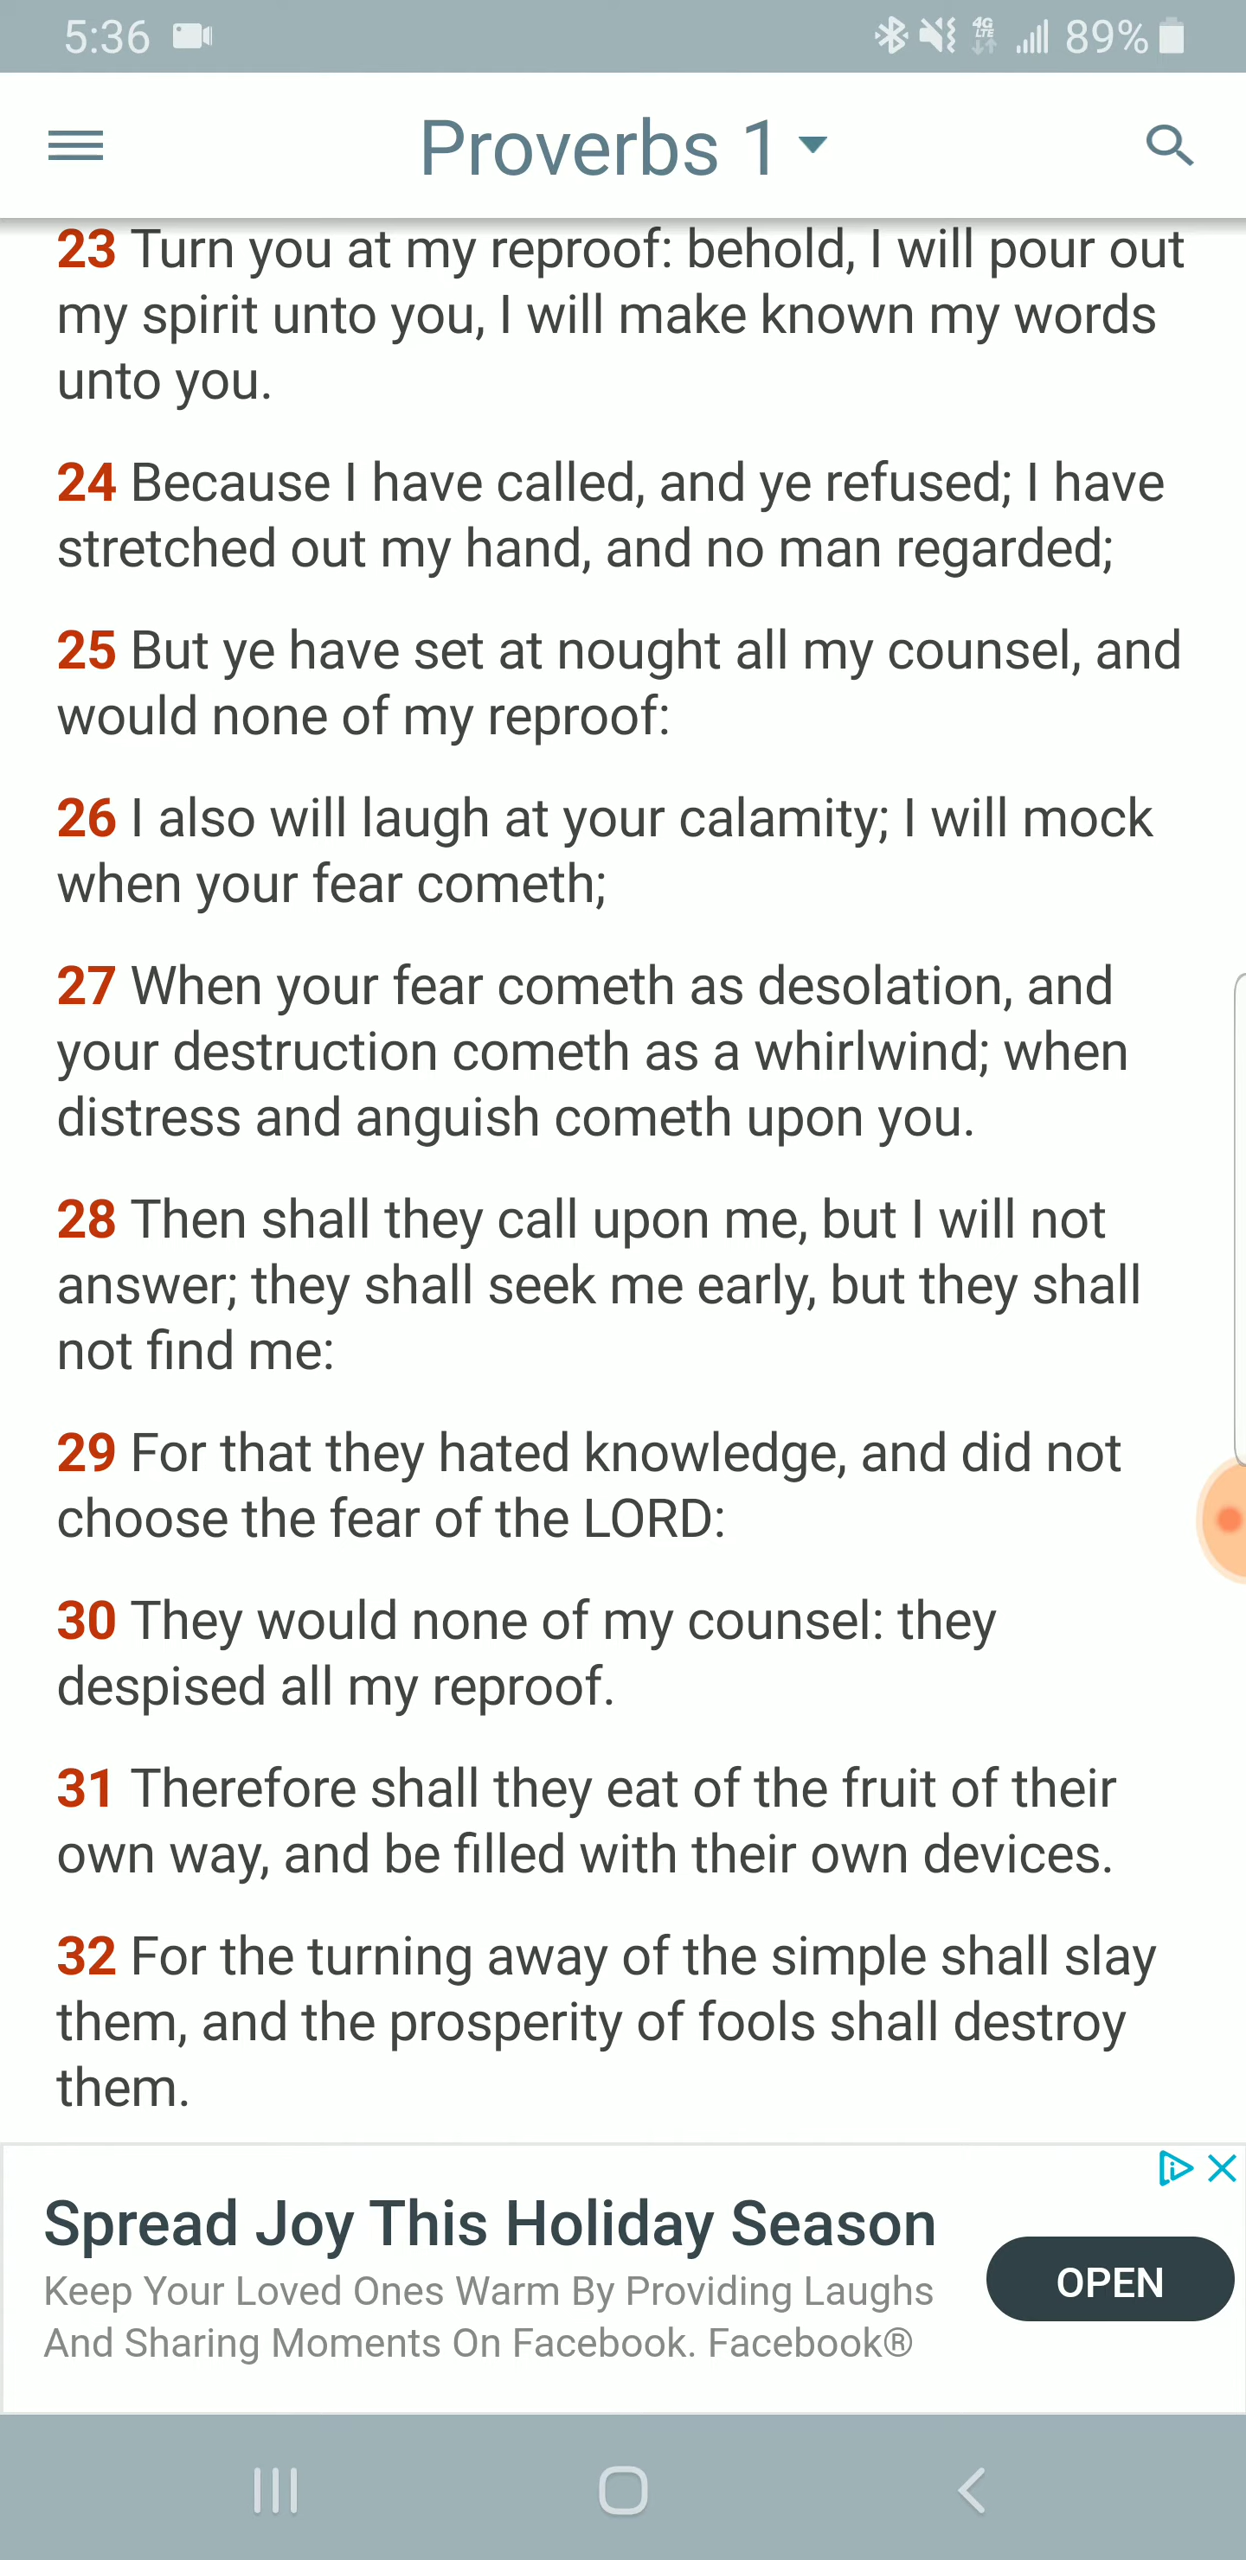 5:36
4G
LTE
89%
Proverbs 1
23 Turn you at my reproof: behold, I will pour out
my spirit unto you, I will make known my words
unto you.
24 Because I have called, and ye refused; I have
stretched out my hand, and no man regarded;
25 But ye have set at nought all my counsel, and
would none of my reproof:
26 I also will laugh at your calamity; I will mock
when your fear cometh;
27 When your fear cometh as desolation, and
your destruction cometh as a whirlwind; when
distress and anguish cometh upon you.
28 Then shall they call upon me, but I will not
answer; they shall seek me early, but they shall
not find me:
29 For that they hated knowledge, and did not
choose the fear of the LORD:
30 They would none of my counsel: they
despised all my reproof.
31 Therefore shall they eat of the fruit of their
own way, and be filled with their own devices.
32 For the turning away of the simple shall slay
them, and the prosperity of fools shall destroy
them.
Spread Joy This Holiday Season
Keep Your Loved Ones Warm By Providing Laughs
And Sharing Moments On Facebook. Facebook®
OPEN